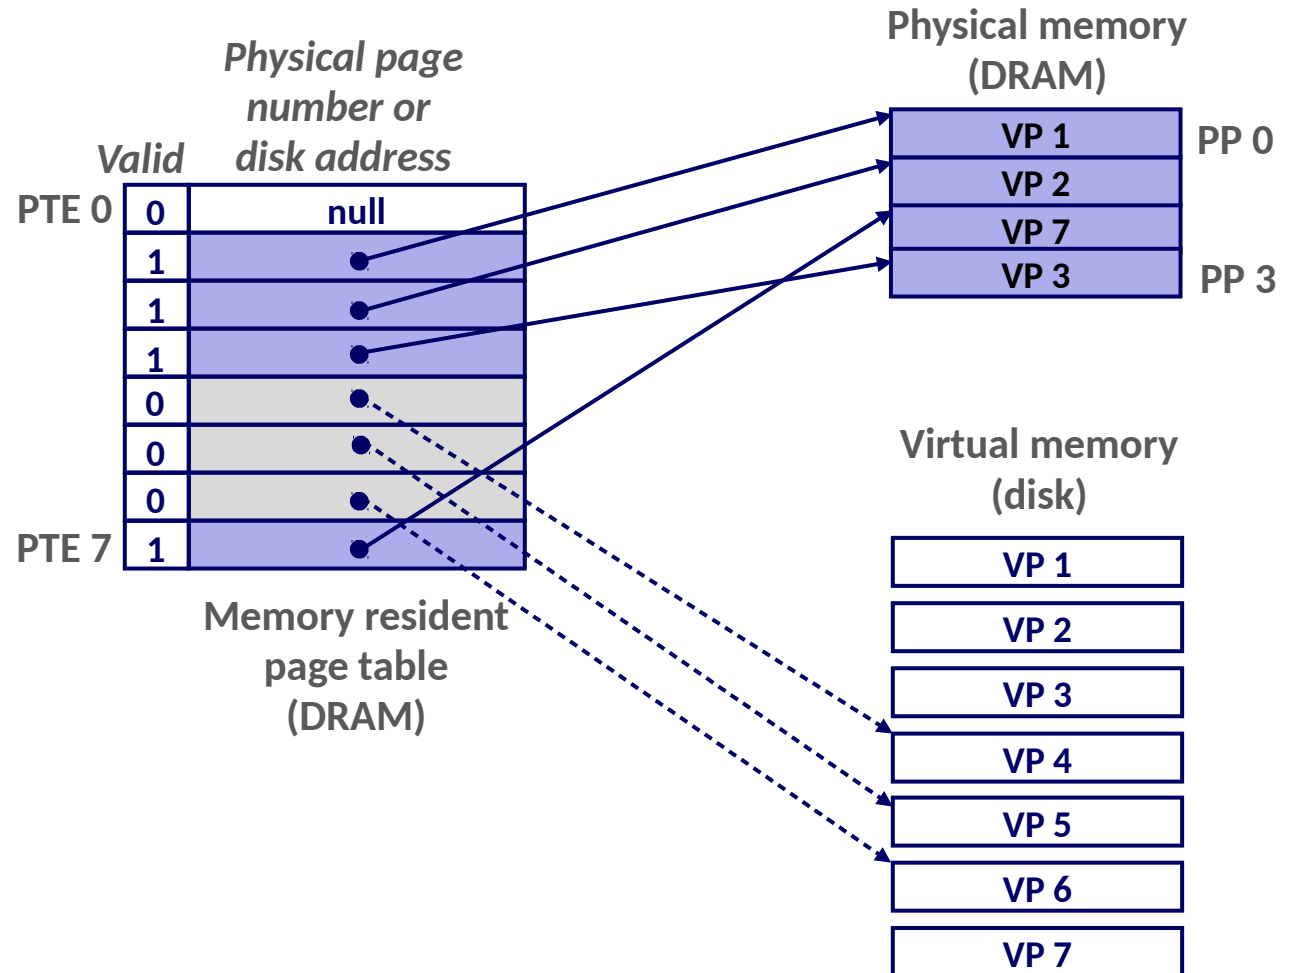 Physical memory
(DRAM)
Physical page
number or
disk address
Valid
VP 1
PP 0
VP 2
VP 7
VP 3
PP 3
PTE 0
0
null
1
1
1
0
0
0
PTE 7
1
Memory resident
page table
(DRAM)
Virtual memory
(disk)
VP 1
VP 2
VP 3
VP 4
VP 5
VP 6
VP 7